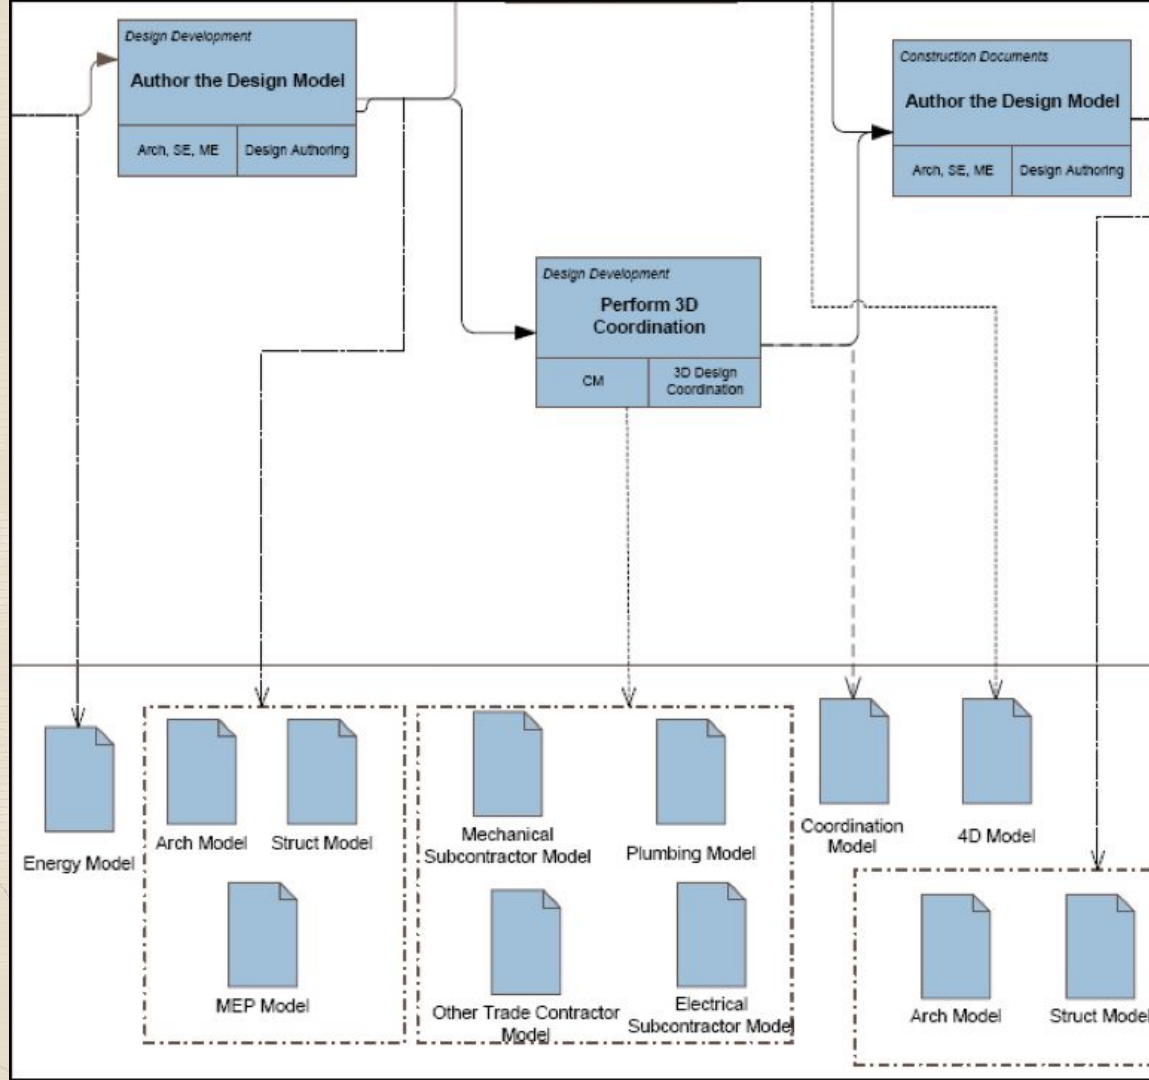 Design Development
Author the Design Model
Arch, SE, ME
Design Authoring
Construction Documents
Author the Design Model
Arch, SE, ME
Design Authoring
Design Development
Perform 3D
Coordination
CM
3D Design
Coordination
Energy Model
Arch Model
Struct Model
MEP Model
Mechanical
Subcontractor Model
Plumbing Model
Other Trade Contractor
Model
Electrical
Subcontractor Model
Coordination
Model
4D Model
Arch Model
Struct Model